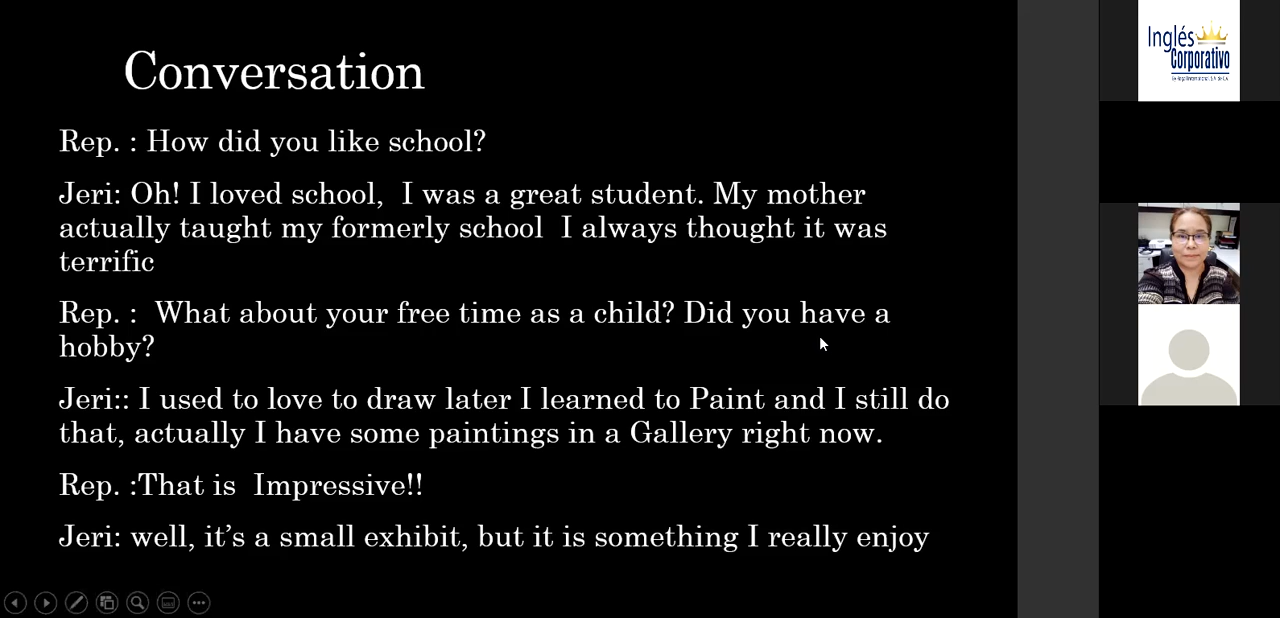 Conversation
Rep. : How did you like school?
Jeri: Oh! I loved school,  I was a great student. My mother
actually taught my formerly school  I always thought it was
terrific
Rep. :  What about your free time as a child? Did you have a
hobby?
Jeri:: I used to love to draw later I learned to Paint and I still do
that, actually I have some paintings in a Gallery right now.
Rep. :That is  Impressive!!
Jeri: well, it's a small exhibit, but it is something I really enjoy
Inglés
Corporativo